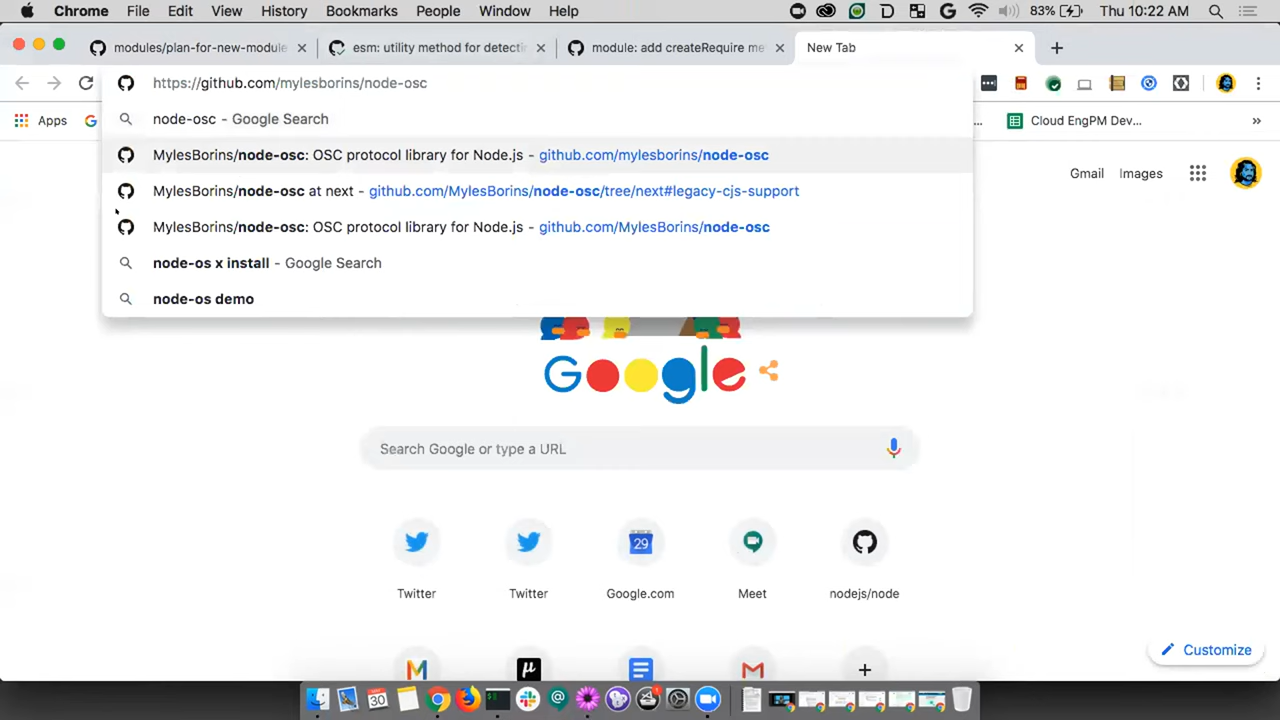 Chrome File Edit View History Bookmarks People Window Help 83% Thu 10:22 AM
modules/plan-for-new-module
esm: utility method for detectin
module: add createRequire me
New Tab
https://github.com/mylesborins/node-osc
node-osc - Google Search
MylesBorins/node-osc: OSC protocol library for Node.js - github.com/mylesborins/node-osc
MylesBorins/node-osc at next - github.com/MylesBorins/node-osc/tree/next#legacy-cjs-support
MylesBorins/node-osc: OSC protocol library for Node.js - github.com/MylesBorins/node-osc
node-os x install - Google Search
node-os demo
Apps
... Cloud EngPM Dev... »
Gmail Images
Google
Search Google or type a URL
29
Twitter Twitter Google.com Meet nodejs/node
Customize
30